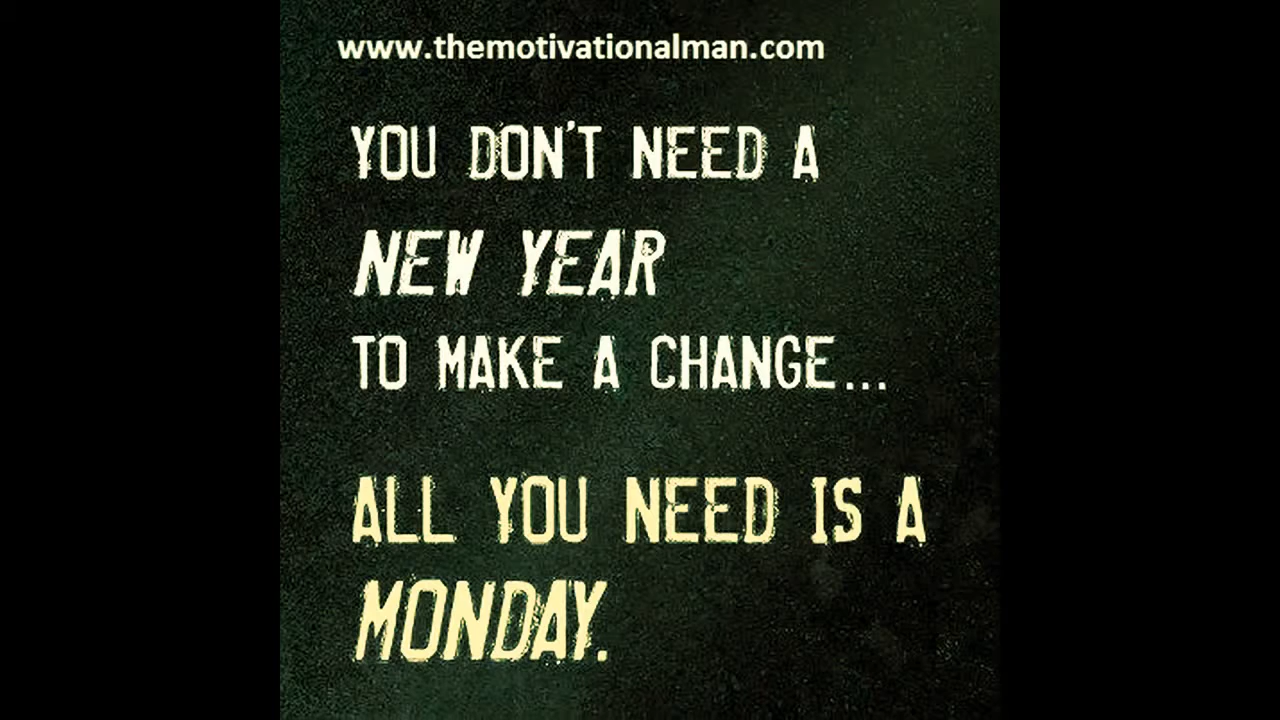 www.themotivationalman.com
YOU DON'T NEED A
NEW YEAR
TO MAKE A CHANGE...
ALL YOU NEED IS A
MONDAY.